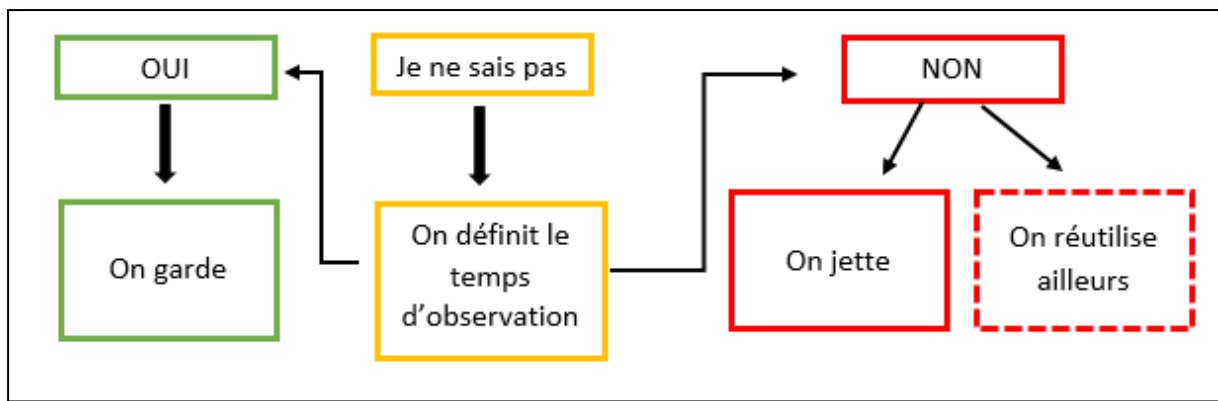 OUI
Je ne sais pas
NON
On garde
On définit le
temps
d'observation
On jette
On réutilise
ailleurs